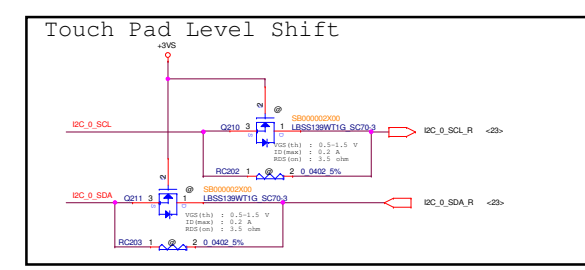 Touch Pad Level Shift
+3VS
2
@
SB000002X00
I2C_0_SCL
Q210 3
1 LBSS139WT1G_SC70-3
I2C_0_SCL_R <23>
S
D
VGS(th) : 0.5~1.5 V
ID(max) : 0.2 A
RDS(on) : 3.5 ohm
RC202 1 @ 2 0_0402_5%
2
@
SB000002X00
I2C_0_SDA
Q211 3
1 LBSS139WT1G_SC70-3
I2C_0_SDA_R <23>
S
D
VGS(th) : 0.5~1.5 V
ID(max) : 0.2 A
RDS(on) : 3.5 ohm
RC203 1 @ 2 0_0402_5%